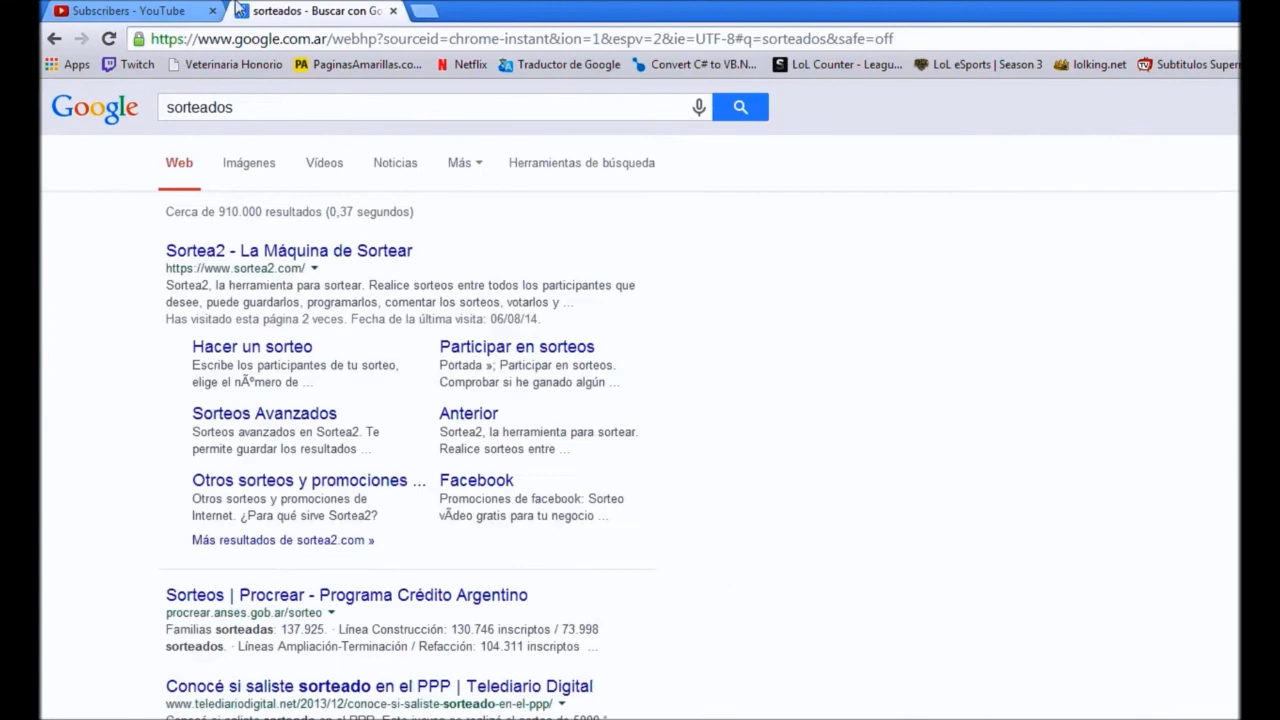 Subscribers - YouTube
sorteados - Buscar con Go
https://www.google.com.ar/webhp?sourceid=chrome-instant&ion=1&espv=2&ie=UTF-8#q=sorteados&safe=off
Apps Twitch Veterinaria Honorio PaginasAmarillas.co... Netflix Traductor de Google Convert C# to VB.N... LoL Counter - Leagu... LoL eSports | Season 3 lolking.net Subtitulos Super
Google sorteados
Web Imágenes Vídeos Noticias Más Herramientas de búsqueda
Cerca de 910.000 resultados (0,37 segundos)
Sortea2 - La Máquina de Sortear
https://www.sortea2.com/
Sortea2, la herramienta para sortear. Realice sorteos entre todos los participantes que
desee, puede guardarlos, programarlos, comentar los sorteos, votarlos y ...
Has visitado esta página 2 veces. Fecha de la última visita: 06/08/14.
Hacer un sorteo
Escribe los participantes de tu sorteo,
elige el nÃºmero de ...
Participar en sorteos
Portada »; Participar en sorteos.
Comprobar si he ganado algún ...
Sorteos Avanzados
Sorteos avanzados en Sortea2. Te
permite guardar los resultados ...
Anterior
Sortea2, la herramienta para sortear.
Realice sorteos entre ...
Otros sorteos y promociones ...
Otros sorteos y promociones de
Internet. ¿Para qué sirve Sortea2?
Facebook
Promociones de facebook: Sorteo
vÃdeo gratis para tu negocio ...
Más resultados de sortea2.com »
Sorteos | Procrear - Programa Crédito Argentino
procrear.anses.gob.ar/sorteo
Familias sorteadas: 137.925. · Línea Construcción: 130.746 inscriptos / 73.998
sorteados. · Líneas Ampliación-Terminación / Refacción: 104.311 inscriptos ...
Conocé si saliste sorteado en el PPP | Telediario Digital
www.telediariodigital.net/2013/12/conoce-si-saliste-sorteado-en-el-ppp/